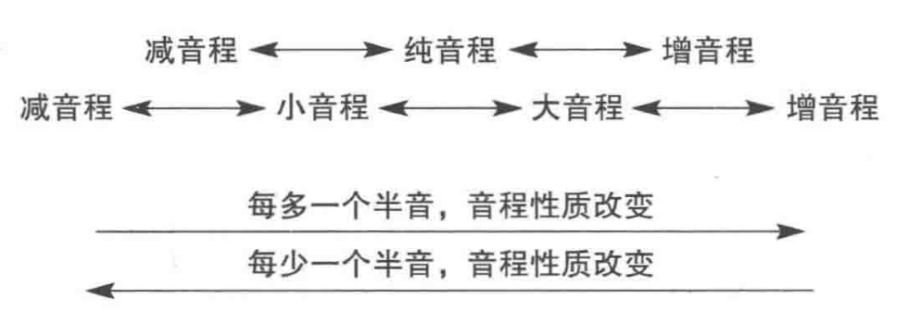 减音程 纯音程 增音程
减音程 小音程 大音程 增音程
每多一个半音，音程性质改变
每少一个半音，音程性质改变